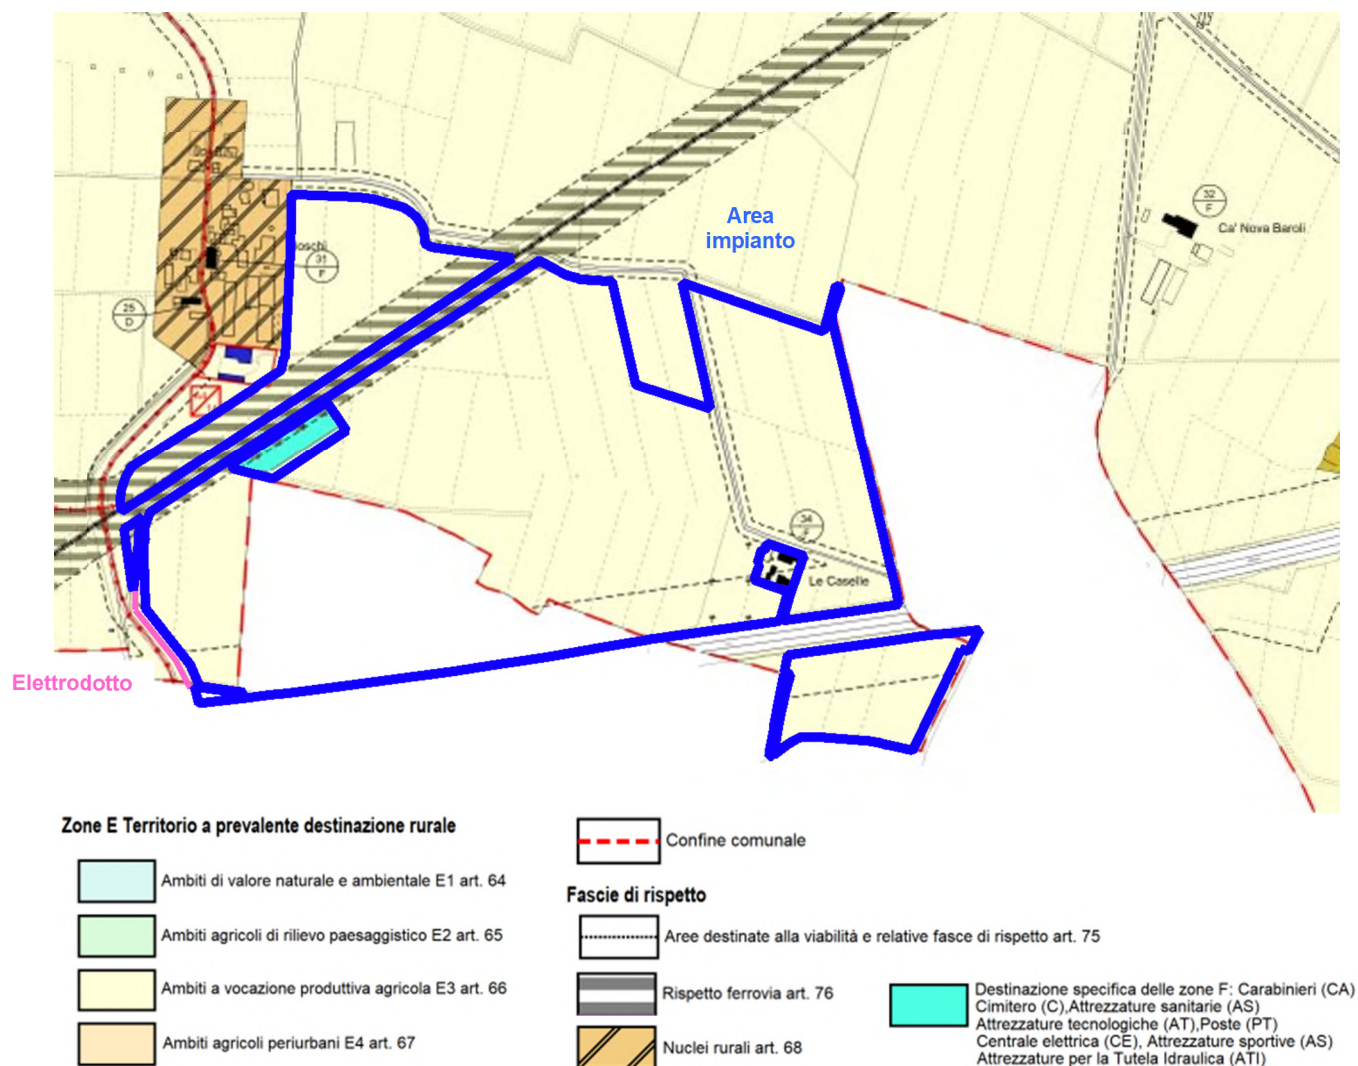 Area
impianto
32
F
Ca' Nova Baroli
Boschi
31
F
25
D
34
F
Le Caselle
Elettrodotto
Zone E Territorio a prevalente destinazione rurale
Ambiti di valore naturale e ambientale E1 art. 64
Ambiti agricoli di rilievo paesaggistico E2 art. 65
Ambiti a vocazione produttiva agricola E3 art. 66
Ambiti agricoli periurbani E4 art. 67
Confine comunale
Fascie di rispetto
Aree destinate alla viabilità e relative fasce di rispetto art. 75
Rispetto ferrovia art. 76
Nuclei rurali art. 68
Destinazione specifica delle zone F: Carabinieri (CA)
Cimitero (C),Attrezzature sanitarie (AS)
Attrezzature tecnologiche (AT),Poste (PT)
Centrale elettrica (CE), Attrezzature sportive (AS)
Attrezzature per la Tutela Idraulica (ATI)